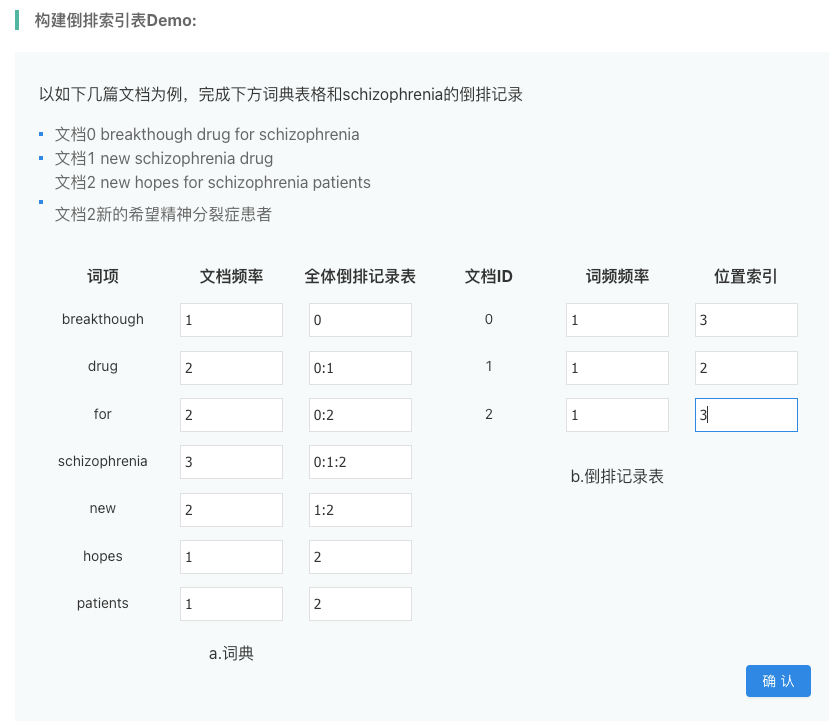 构建倒排索引表Demo:
以如下几篇文档为例，完成下方词典表格和schizophrenia的倒排记录
文档0 breakthough drug for schizophrenia
文档1 new schizophrenia drug
文档2 new hopes for schizophrenia patients
文档2新的希望精神分裂症患者
词项 文档频率 全体倒排记录表 文档ID 词频频率 位置索引
breakthough 1 0 0 1 3
drug 2 0:1 1 1 2
for 2 0:2 2 1 3
schizophrenia 3 0:1:2
b.倒排记录表
new 2 1:2
hopes 1 2
patients 1 2
a.词典
确 认